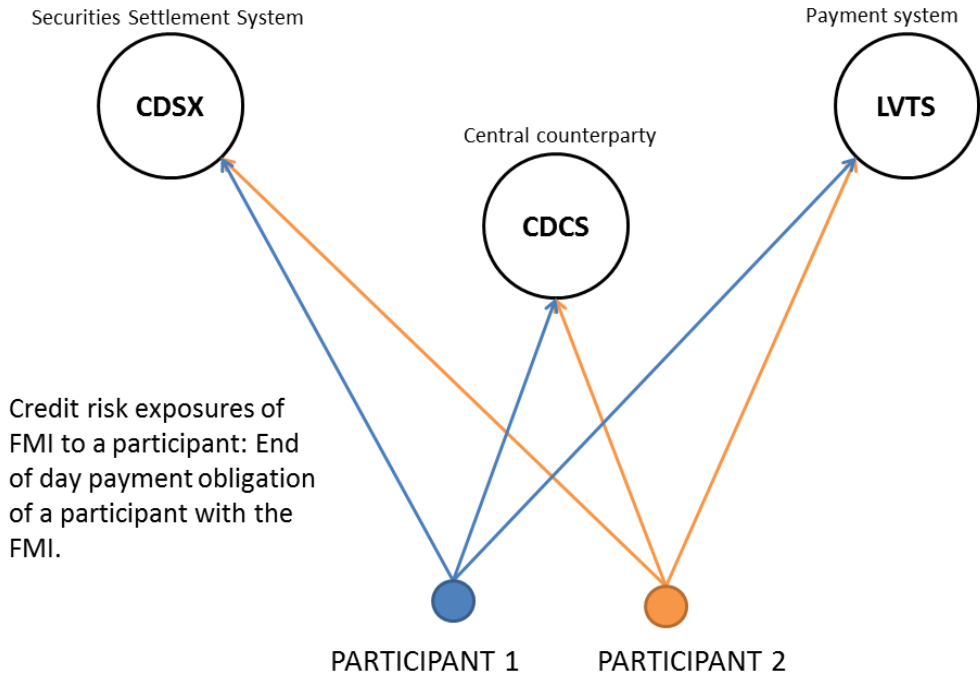 Securities Settlement System
Payment system
CDSX
LVTS
Central counterparty
CDCS
Credit risk exposures of
FMI to a participant: End
of day payment obligation
of a participant with the
FMI.
PARTICIPANT 1
PARTICIPANT 2